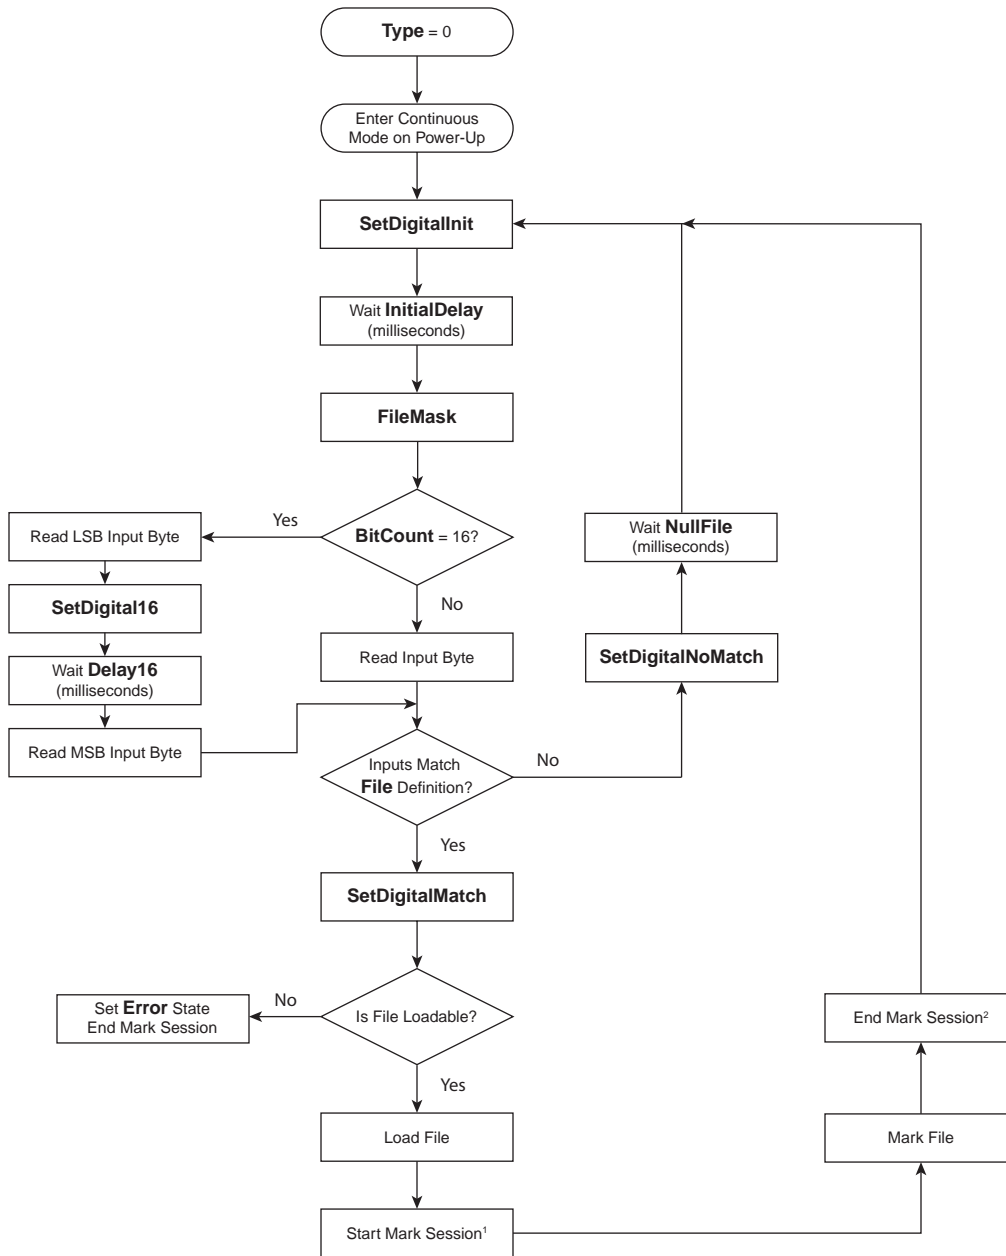 Type = 0
Enter Continuous
Mode on Power-Up
SetDigitalInit
Wait InitialDelay
(milliseconds)
FileMask
BitCount = 16?
Yes
No
Read LSB Input Byte
SetDigital16
Wait Delay16
(milliseconds)
Read MSB Input Byte
Read Input Byte
Wait NullFile
(milliseconds)
SetDigitalNoMatch
Inputs Match
File Definition?
No
Yes
SetDigitalMatch
Is File Loadable?
No
Set Error State
End Mark Session
Yes
Load File
Start Mark Session¹
Mark File
End Mark Session²